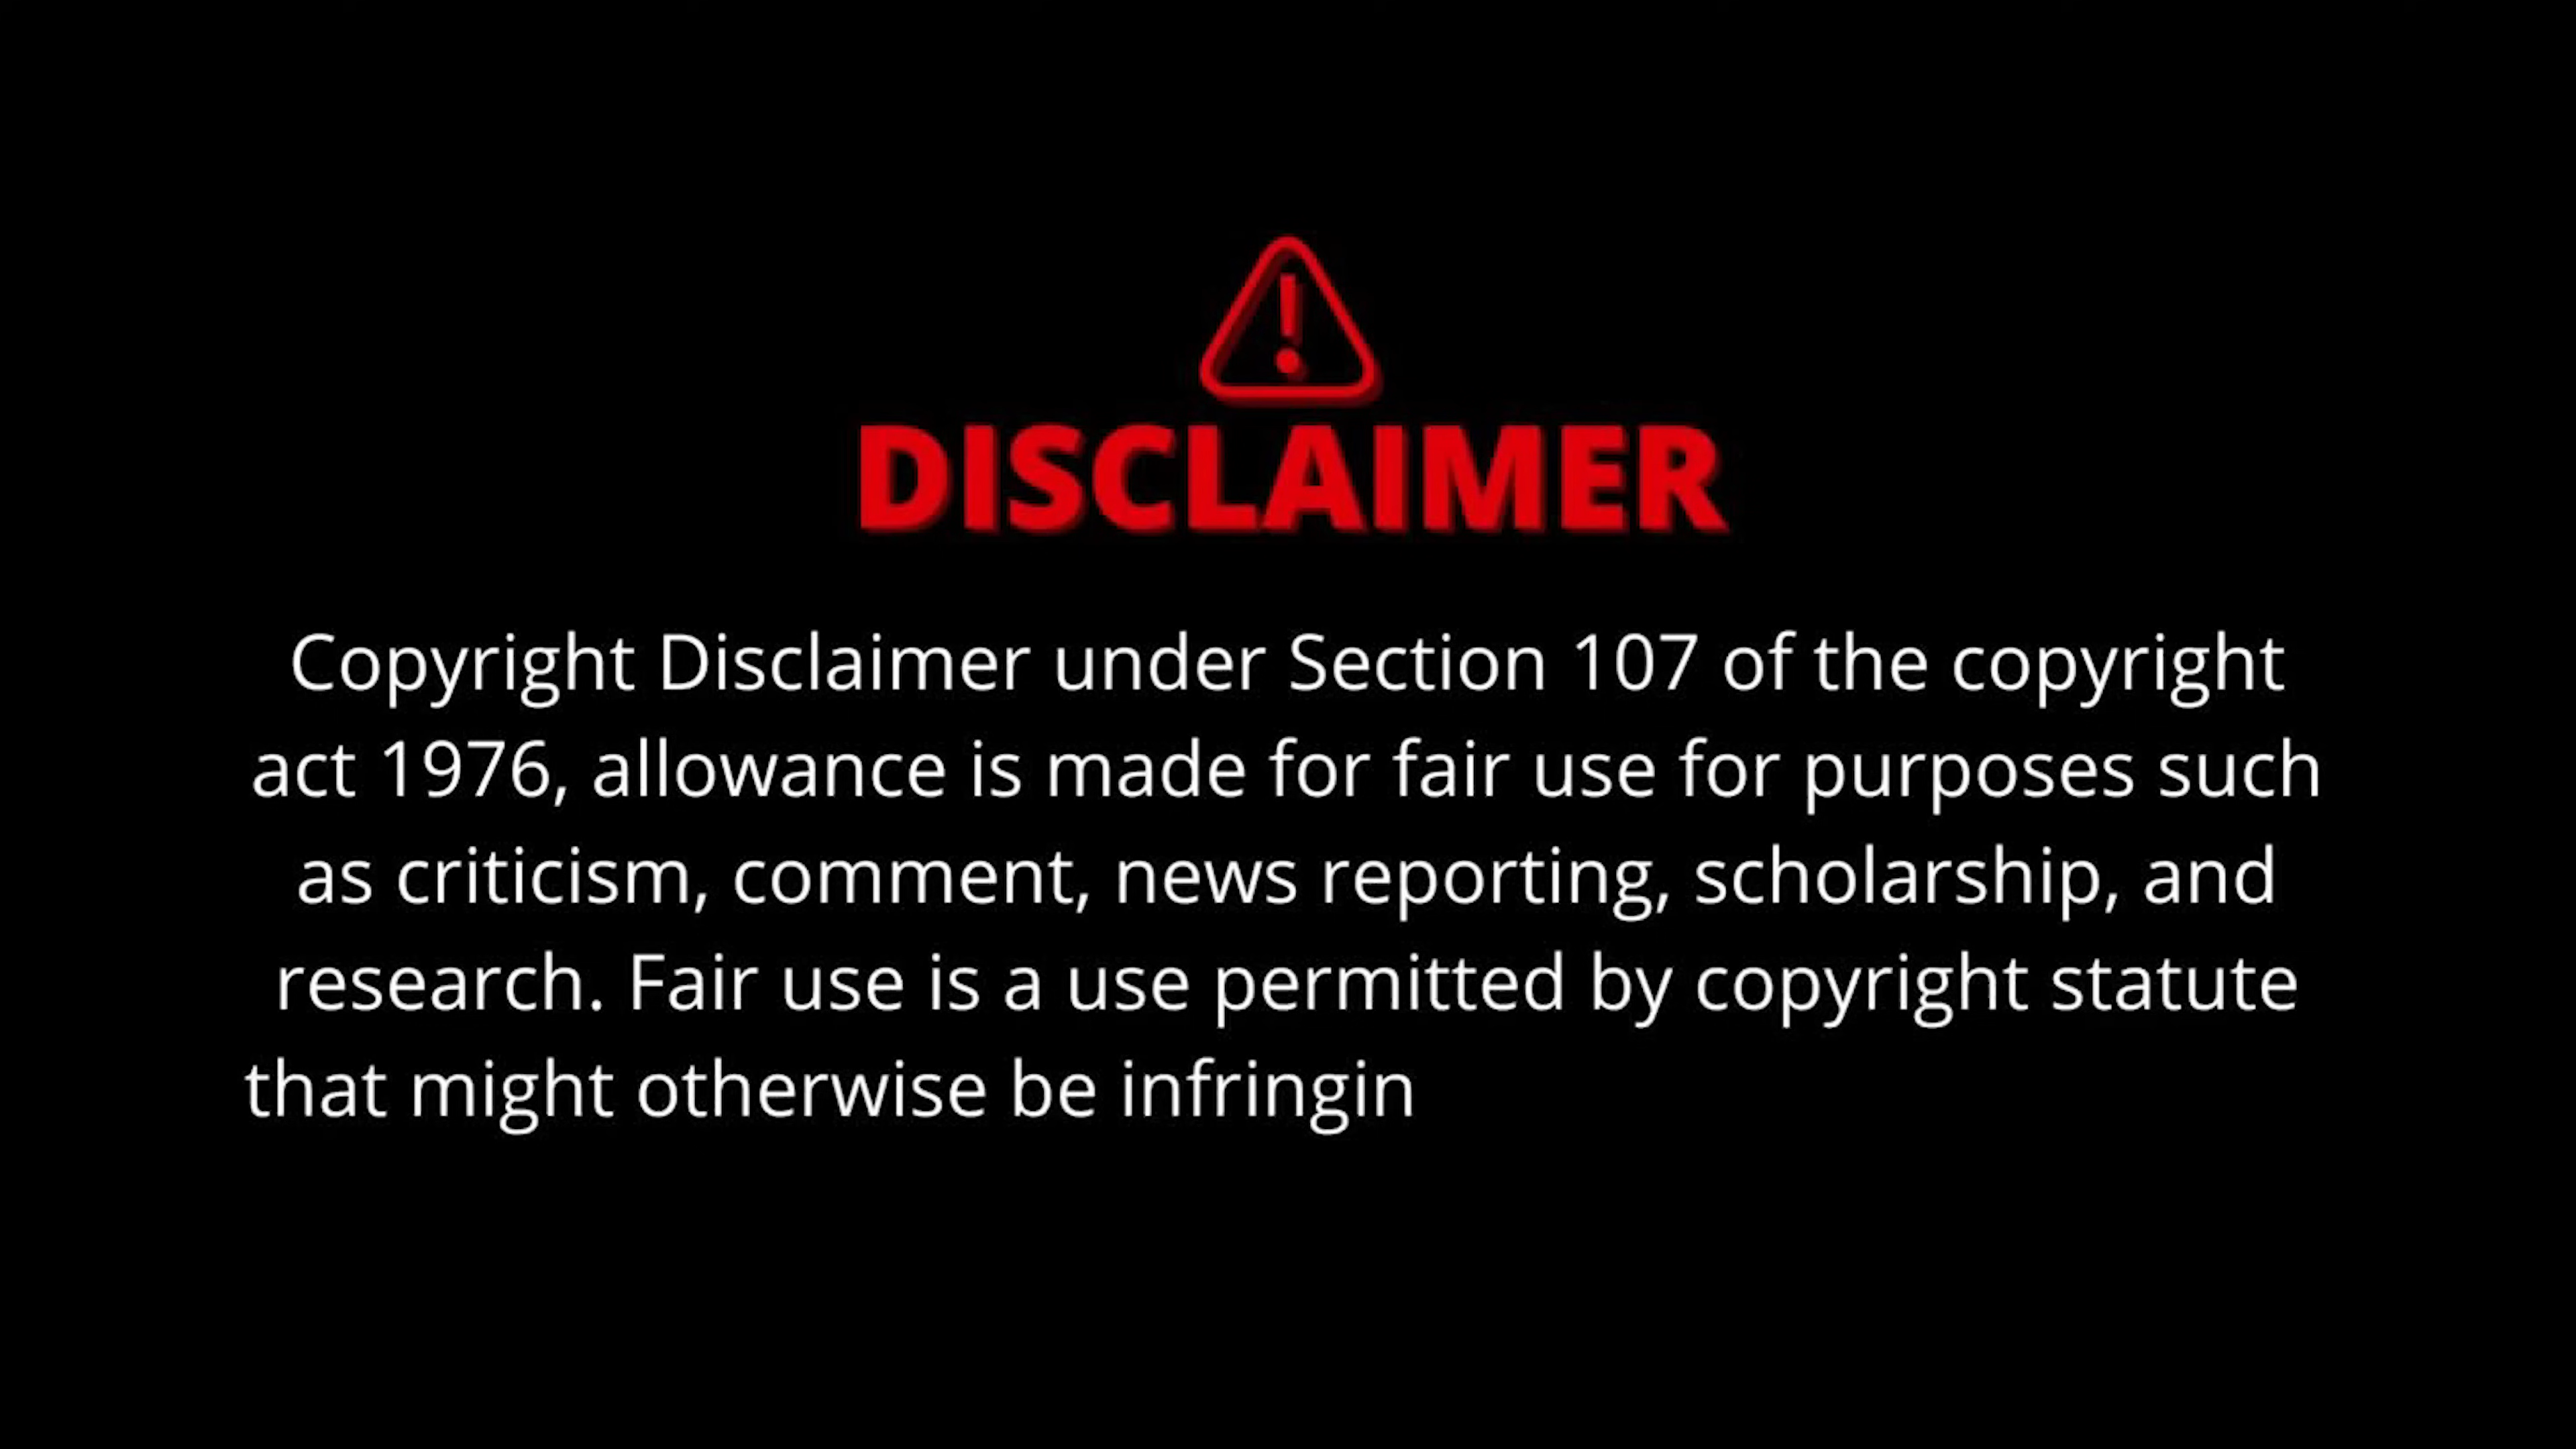 DISCLAIMER
Copyright Disclaimer under Section 107 of the copyright
act 1976, allowance is made for fair use for purposes such
as criticism, comment, news reporting, scholarship, and
research. Fair use is a use permitted by copyright statute
that might otherwise be infringin